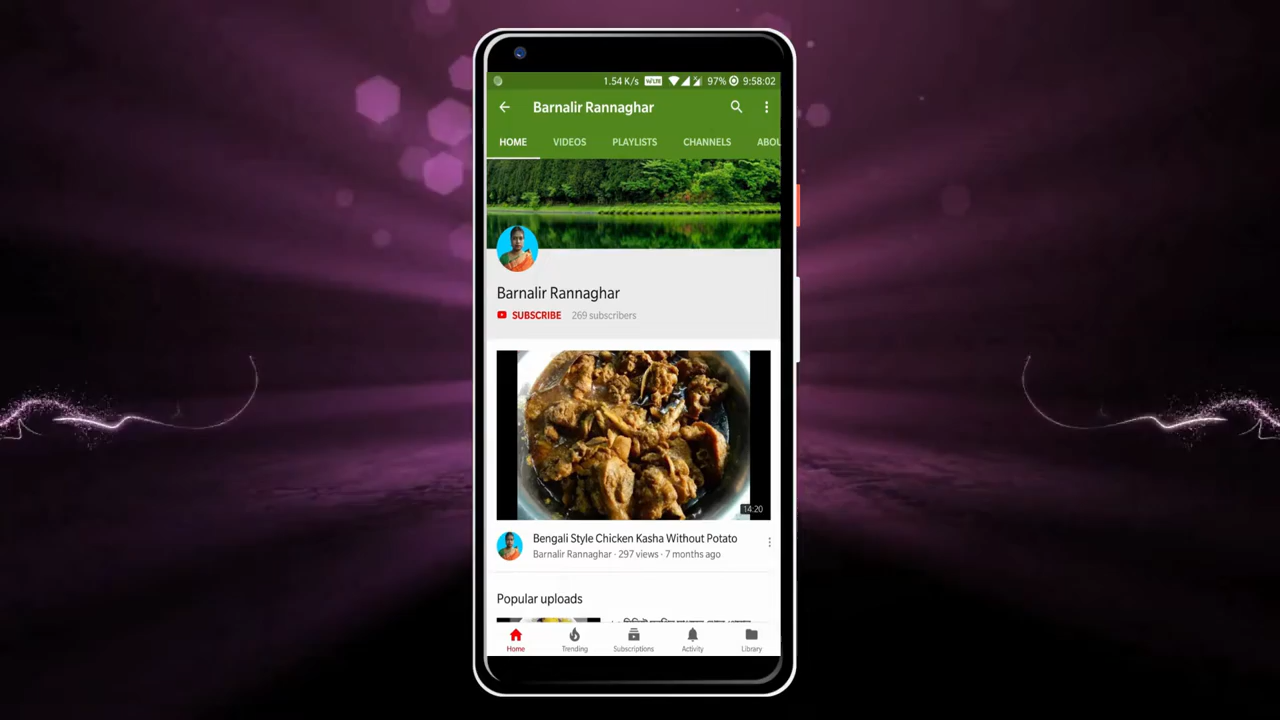 1.54 K/s VoLTE 97% 9:58:02
Barnalir Rannaghar
HOME VIDEOS PLAYLISTS CHANNELS ABOU
Barnalir Rannaghar
SUBSCRIBE 269 subscribers
14:20
Bengali Style Chicken Kasha Without Potato
Barnalir Rannaghar · 297 views · 7 months ago
Popular uploads
Home Trending Subscriptions Activity Library